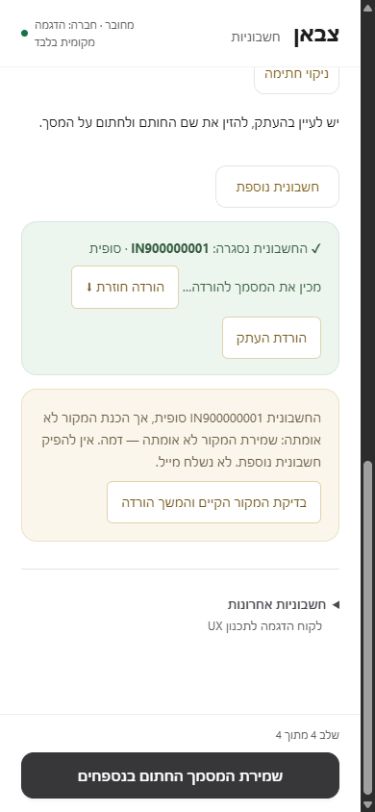 צבאן חשבוניות
מחובר · חברה: הדגמה
מקומית בלבד
ניקוי חתימה
יש לעיין בהעתק, להזין את שם החותם ולחתום על המסך.
חשבונית נוספת
✓ החשבונית נסגרה: IN900000001 · סופית
מכין את המסמך להורדה... הורדה חוזרת ⬇
הורדת העתק
החשבונית IN900000001 סופית, אך הכנת המקור לא
אומתה: שמירת המקור לא אומתה — דמה. אין להפיק
חשבונית נוספת. לא נשלח מייל.
בדיקת המקור הקיים והמשך הורדה
◀ חשבוניות אחרונות
לקוח הדגמה לתכנון UX
שלב 4 מתוך 4
שמירת המסמך החתום בנספחים